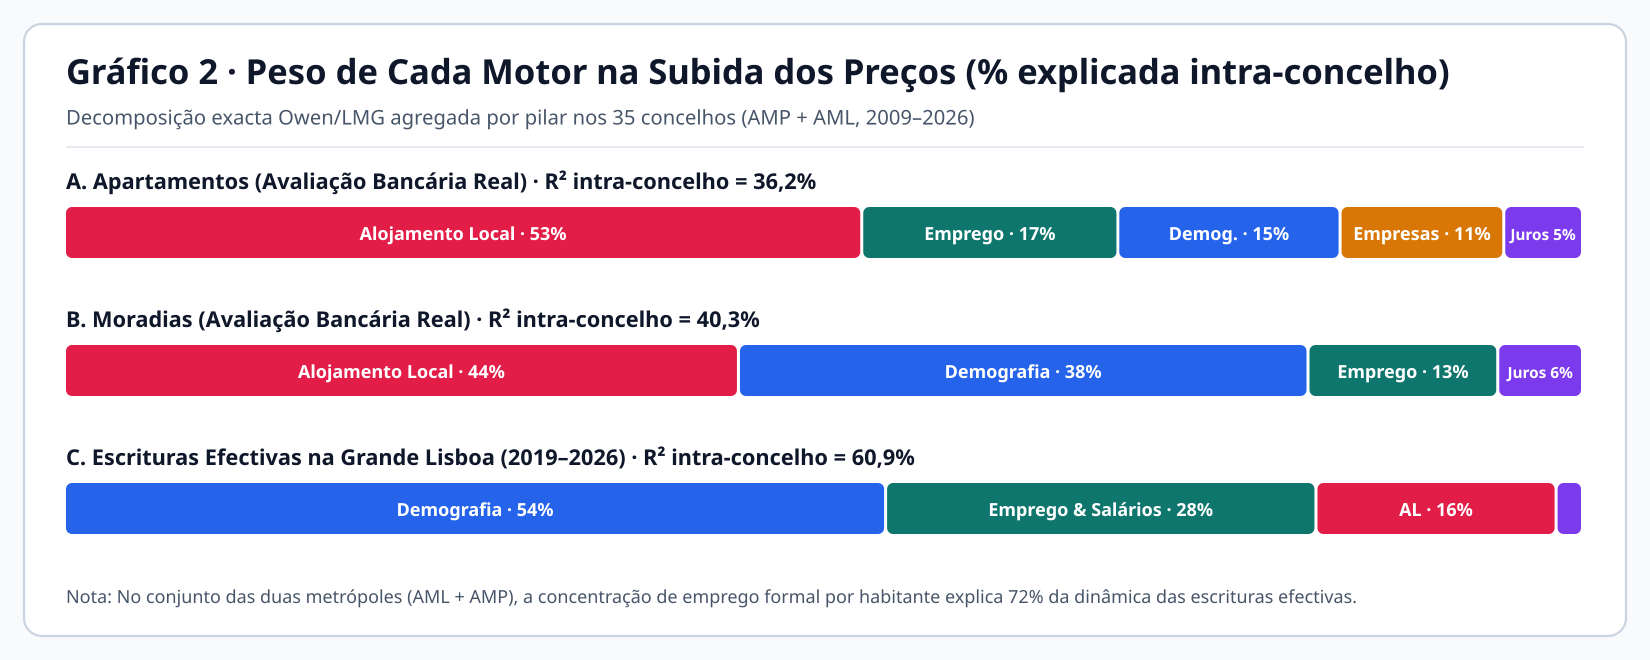 Gráfico 2 · Peso de Cada Motor na Subida dos Preços (% explicada intra-concelho)
Decomposição exacta Owen/LMG agregada por pilar nos 35 concelhos (AMP + AML, 2009–2026)
A. Apartamentos (Avaliação Bancária Real) · R² intra-concelho = 36,2%
Alojamento Local · 53% Emprego · 17% Demog. · 15% Empresas · 11% Juros 5%
B. Moradias (Avaliação Bancária Real) · R² intra-concelho = 40,3%
Alojamento Local · 44% Demografia · 38% Emprego · 13% Juros 6%
C. Escrituras Efectivas na Grande Lisboa (2019–2026) · R² intra-concelho = 60,9%
Demografia · 54% Emprego & Salários · 28% AL · 16%
Nota: No conjunto das duas metrópoles (AML + AMP), a concentração de emprego formal por habitante explica 72% da dinâmica das escrituras efectivas.